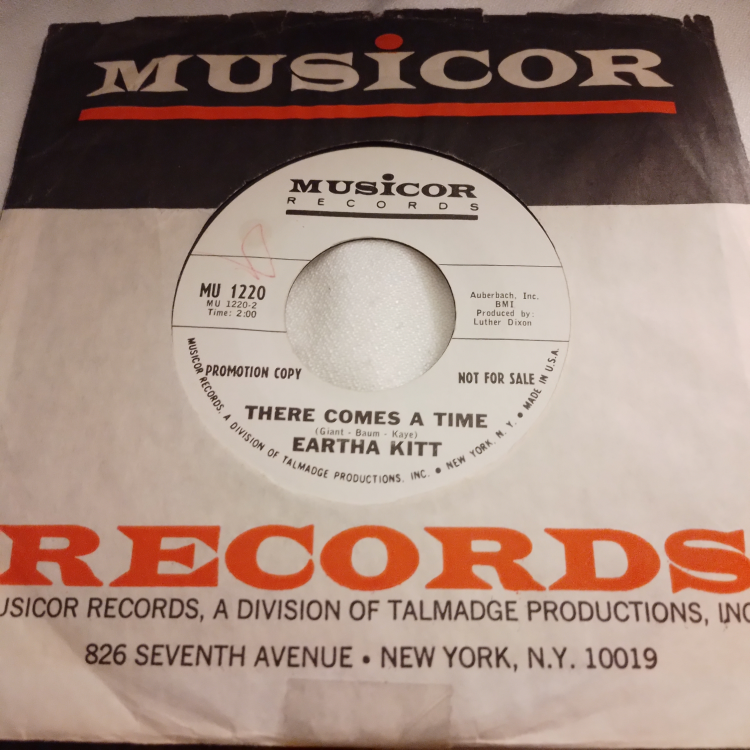 MUSiCOR
MUSiCOR
RECORDS
MU 1220
MU 1220-2
Time: 2:00
Auberbach, Inc.
BMI
Produced by:
Luther Dixon
PROMOTION COPY
NOT FOR SALE
THERE COMES A TIME
(Giant - Baum - Kaye)
EARTHA KITT
MUSICOR RECORDS, A DIVISION OF TALMADGE PRODUCTIONS, INC. • NEW YORK, N. Y. • MADE IN U.S.A.
RECORDS
USICOR RECORDS, A DIVISION OF TALMADGE PRODUCTIONS, INC
826 SEVENTH AVENUE • NEW YORK, N.Y. 10019